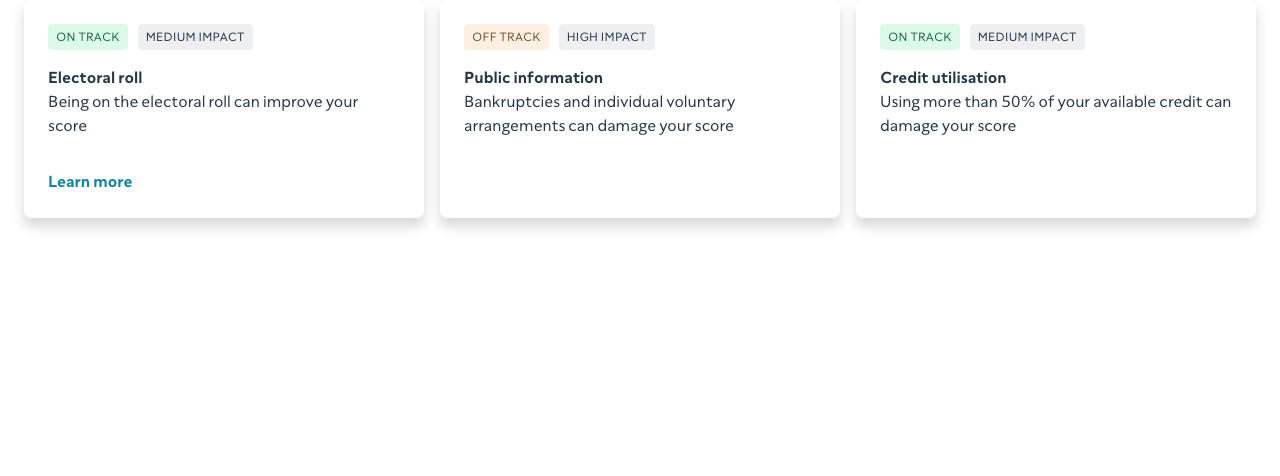 ON TRACK MEDIUM IMPACT
Electoral roll
Being on the electoral roll can improve your
score
Learn more
OFF TRACK HIGH IMPACT
Public information
Bankruptcies and individual voluntary
arrangements can damage your score
ON TRACK MEDIUM IMPACT
Credit utilisation
Using more than 50% of your available credit can
damage your score